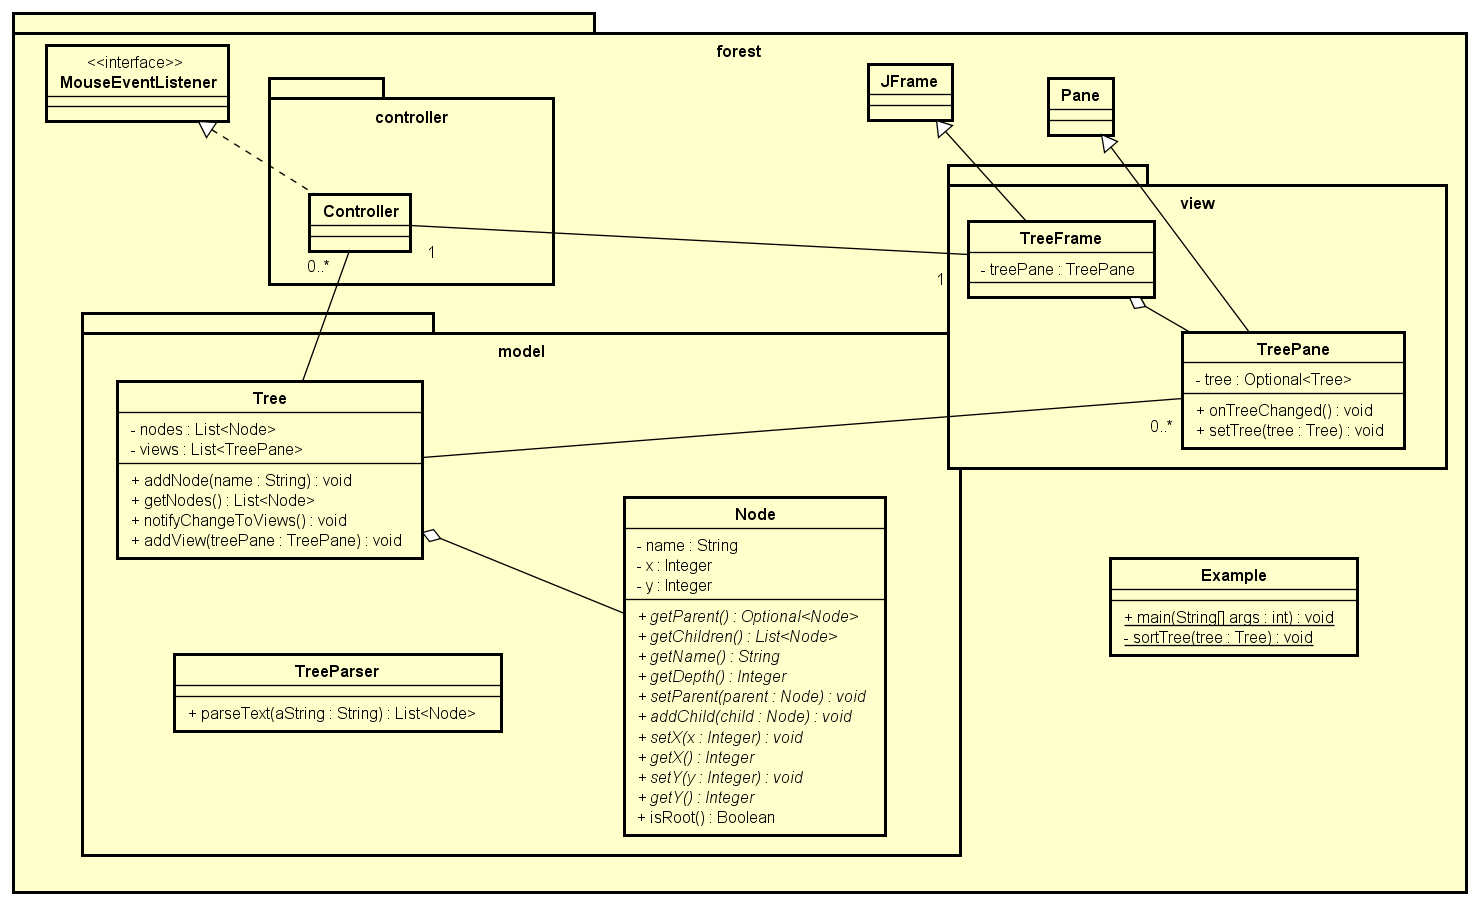 forest
<<interface>>
MouseEventListener
controller
Controller
0..*
1
JFrame
Pane
view
TreeFrame
- treePane : TreePane
1
TreePane
- tree : Optional<Tree>
+ onTreeChanged() : void
+ setTree(tree : Tree) : void
0..*
model
Tree
- nodes : List<Node>
- views : List<TreePane>
+ addNode(name : String) : void
+ getNodes() : List<Node>
+ notifyChangeToViews() : void
+ addView(treePane : TreePane) : void
Node
- name : String
- x : Integer
- y : Integer
+ getParent() : Optional<Node>
+ getChildren() : List<Node>
+ getName() : String
+ getDepth() : Integer
+ setParent(parent : Node) : void
+ addChild(child : Node) : void
+ setX(x : Integer) : void
+ getX() : Integer
+ setY(y : Integer) : void
+ getY() : Integer
+ isRoot() : Boolean
TreeParser
+ parseText(aString : String) : List<Node>
Example
+ main(String[] args : int) : void
- sortTree(tree : Tree) : void